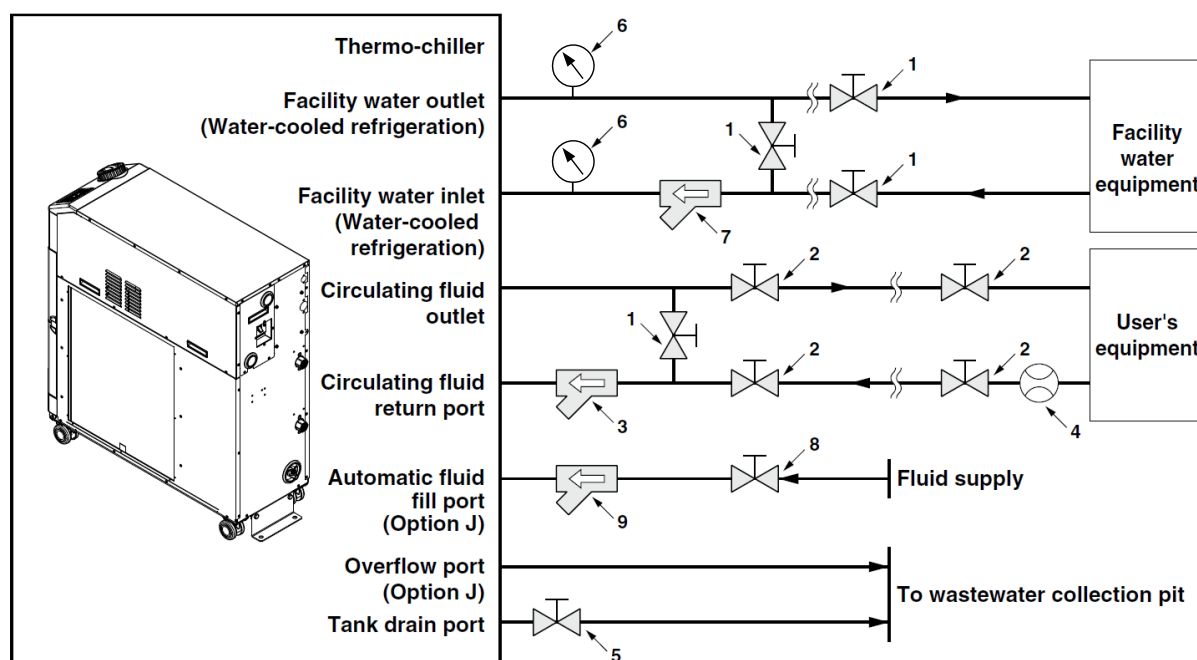 Thermo-chiller
6
1
Facility water outlet
(Water-cooled refrigeration)
6
1
1
Facility
water
equipment
Facility water inlet
(Water-cooled
refrigeration)
7
Circulating fluid
outlet
2
2
1
2
2
User's
equipment
Circulating fluid
return port
3
4
Automatic fluid
fill port
(Option J)
8
9
Fluid supply
Overflow port
(Option J)
To wastewater collection pit
Tank drain port
5